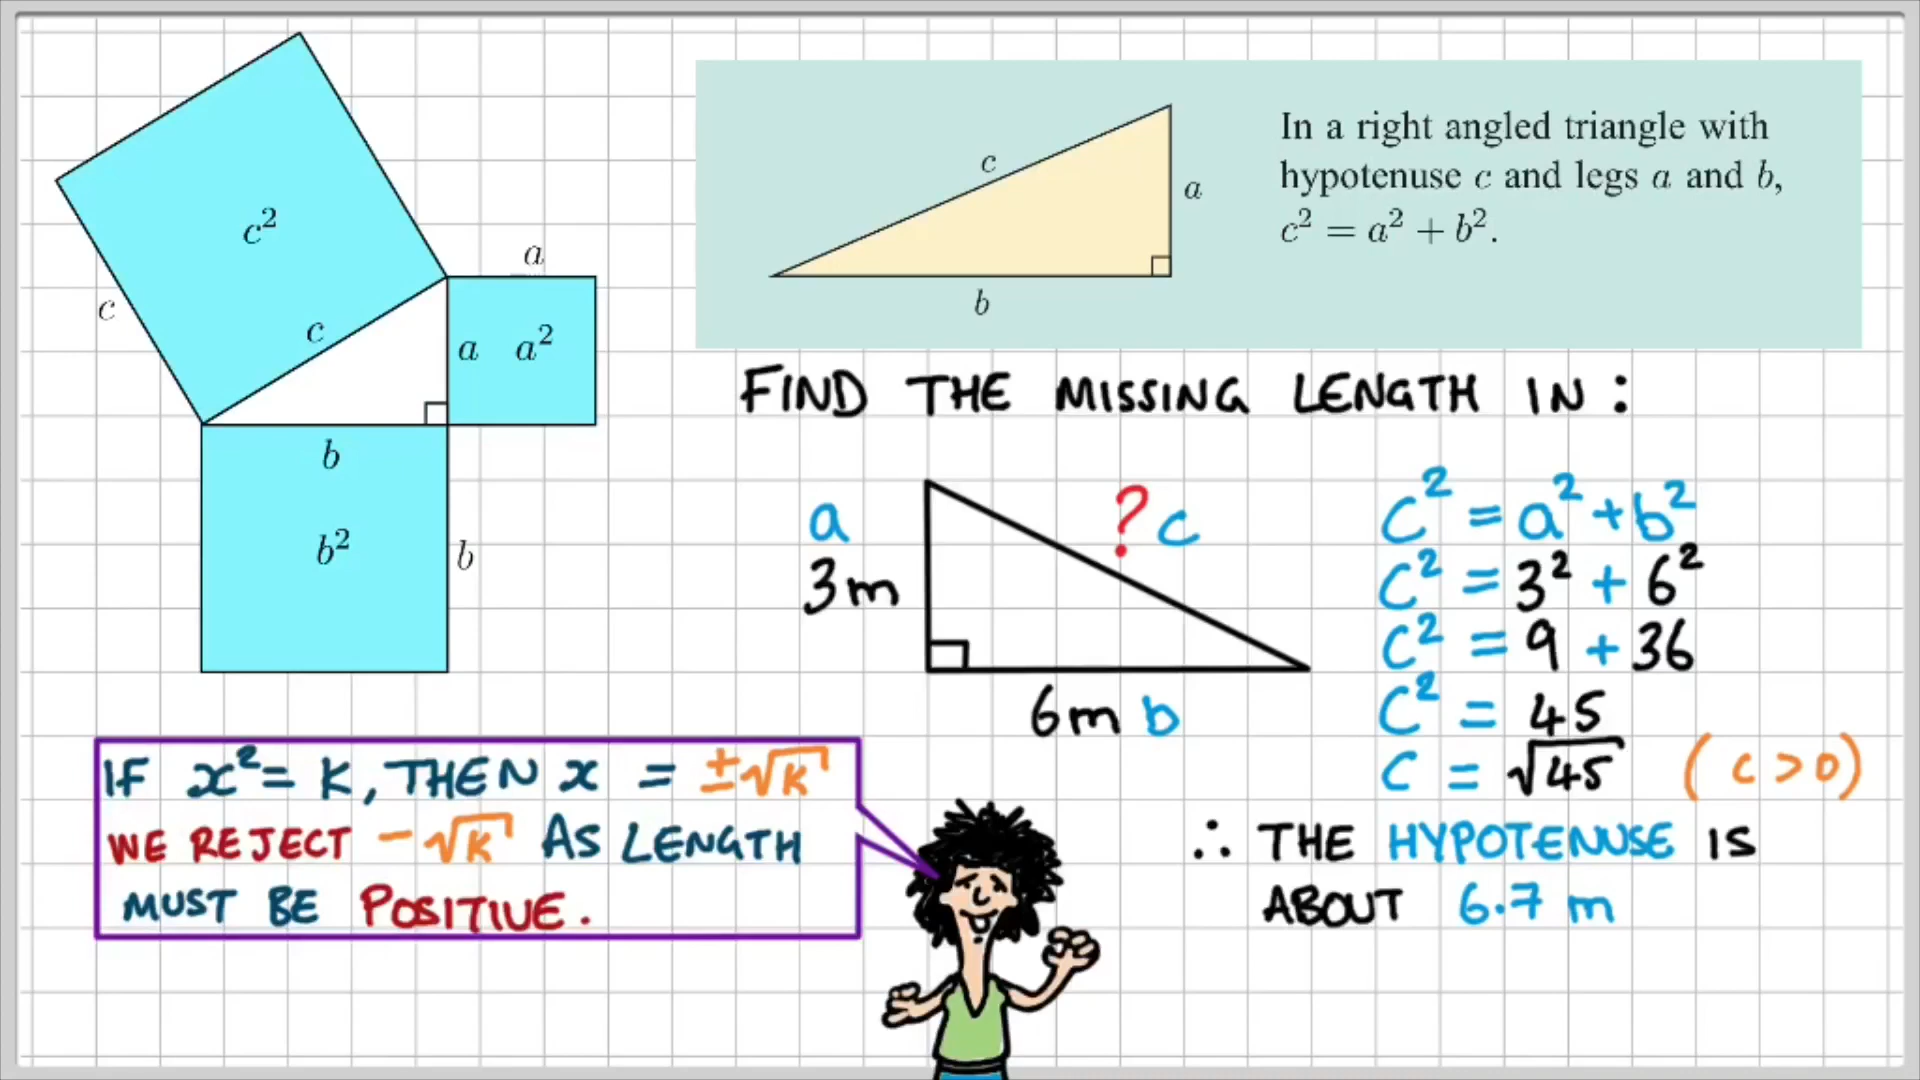 c²
c
c
a
a
a²
b
b²
b
c
a
b
In a right angled triangle with
hypotenuse c and legs a and b,
c² = a² + b².
FIND THE MISSING LENGTH IN :
a
3m
? c
6m b
C² = a² + b²
C² = 3² + 6²
C² = 9 + 36
C² = 45
C = √45 (C > 0)
∴ THE HYPOTENUSE IS
ABOUT 6.7 m
IF x² = K, THEN x = ±√K
WE REJECT -√K AS LENGTH
MUST BE POSITIVE.